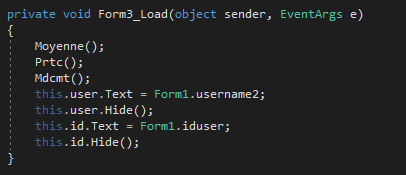 private void Form3_Load(object sender, EventArgs e)
{
Moyenne();
Prtc();
Mdcmt();
this.user.Text = Form1.username2;
this.user.Hide();
this.id.Text = Form1.iduser;
this.id.Hide();
}